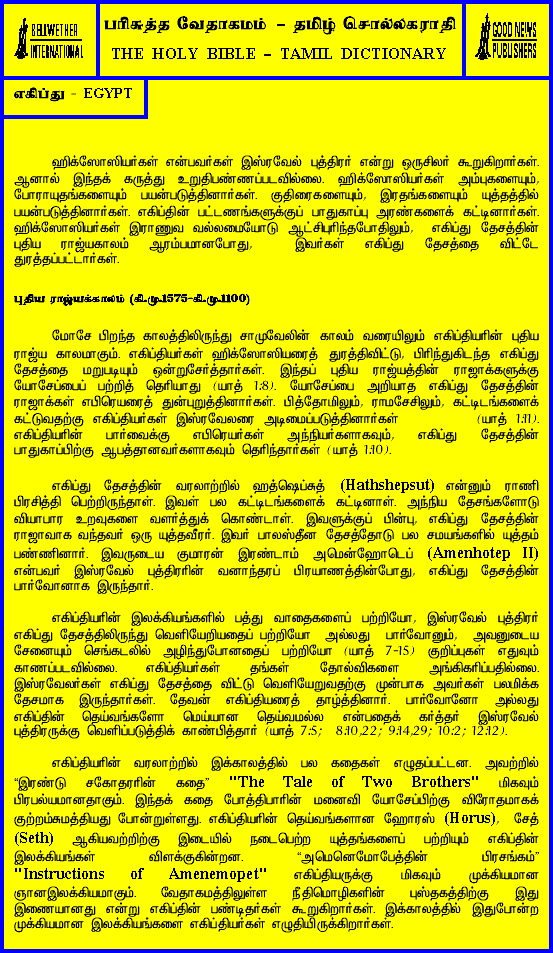 BELLWETHER
INTERNATIONAL
பரிசுத்த வேதாகமம் – தமிழ் சொல்லகராதி
THE HOLY BIBLE – TAMIL DICTIONARY
GOOD NEWS
PUBLISHERS
எகிப்து - EGYPT
ஹிக்ஸோஸியர்கள் என்பவர்கள் இஸ்ரவேல் புத்திரர் என்று ஒருசிலர் கூறுகிறார்கள்.
ஆனால் இந்தக் கருத்து உறுதிபண்ணப்படவில்லை. ஹிக்ஸோஸியர்கள் அம்புகளையும்,
போராயுதங்களையும் பயன்படுத்தினார்கள். குதிரைகளையும், இரதங்களையும் யுத்தத்தில்
பயன்படுத்தினார்கள். எகிப்தின் பட்டணங்களுக்குப் பாதுகாப்பு அரண்களைக் கட்டினார்கள்.
ஹிக்ஸோஸியர்கள் இராணுவ வல்லமையோடு ஆட்சிபுரிந்தபோதிலும், எகிப்து தேசத்தின்
புதிய ராஜ்யகாலம் ஆரம்பமானபோது, இவர்கள் எகிப்து தேசத்தை விட்டே
துரத்தப்பட்டார்கள்.
புதிய ராஜ்யக்காலம் (கி.மு.1575-கி.மு.1100)
மோசே பிறந்த காலத்திலிருந்து சாமுவேலின் காலம் வரையிலும் எகிப்தியரின் புதிய
ராஜ்ய காலமாகும். எகிப்தியர்கள் ஹிக்ஸோஸியரைத் துரத்திவிட்டு, பிரிந்துகிடந்த எகிப்து
தேசத்தை மறுபடியும் ஒன்றுசேர்த்தார்கள். இந்தப் புதிய ராஜ்யத்தின் ராஜாக்களுக்கு
யோசேப்பைப் பற்றித் தெரியாது (யாத் 1:8). யோசேப்பை அறியாத எகிப்து தேசத்தின்
ராஜாக்கள் எபிரெயரைத் துன்புறுத்தினார்கள். பித்தோமிலும், ராமசேசிலும், கட்டிடங்களைக்
கட்டுவதற்கு எகிப்தியர்கள் இஸ்ரவேலரை அடிமைப்படுத்தினார்கள் (யாத் 1:11).
எகிப்தியரின் பார்வைக்கு எபிரெயர்கள் அந்நியர்களாகவும், எகிப்து தேசத்தின்
பாதுகாப்பிற்கு ஆபத்தானவர்களாகவும் தெரிந்தார்கள் (யாத் 1:10).
எகிப்து தேசத்தின் வரலாற்றில் ஹத்ஷெப்சுத் (Hathshepsut) என்னும் ராணி
பிரசித்தி பெற்றிருந்தாள். இவள் பல கட்டிடங்களைக் கட்டினாள். அந்நிய தேசங்களோடு
வியாபார உறவுகளை வளர்த்துக் கொண்டாள். இவளுக்குப் பின்பு, எகிப்து தேசத்தின்
ராஜாவாக வந்தவர் ஒரு யுத்தவீரர். இவர் பாலஸ்தீன தேசத்தோடு பல சமயங்களில் யுத்தம்
பண்ணினார். இவருடைய குமாரன் இரண்டாம் அமென்ஹோடெப் (Amenhotep II)
என்பவர் இஸ்ரவேல் புத்திரரின் வனாந்தரப் பிரயாணத்தின்போது, எகிப்து தேசத்தின்
பார்வோனாக இருந்தார்.
எகிப்தியரின் இலக்கியங்களில் பத்து வாதைகளைப் பற்றியோ, இஸ்ரவேல் புத்திரர்
எகிப்து தேசத்திலிருந்து வெளியேறியதைப் பற்றியோ அல்லது பார்வோனும், அவனுடைய
சேனையும் செங்கடலில் அழிந்துபோனதைப் பற்றியோ (யாத் 7-15) குறிப்புகள் எதுவும்
காணப்படவில்லை. எகிப்தியர்கள் தங்கள் தோல்விகளை அங்கிகரிப்பதில்லை.
இஸ்ரவேலர்கள் எகிப்து தேசத்தை விட்டு வெளியேறுவதற்கு முன்பாக அவர்கள் பலமிக்க
தேசமாக இருந்தார்கள். தேவன் எகிப்தியரைத் தாழ்த்தினார். பார்வோனோ அல்லது
எகிப்தின் தெய்வங்களோ மெய்யான தெய்வமல்ல என்பதைக் கர்த்தர் இஸ்ரவேல்
புத்திரருக்கு வெளிப்படுத்திக் காண்பித்தார் (யாத் 7:5; 8:10,22; 9:14,29; 10:2; 12:12).
எகிப்தியரின் வரலாற்றில் இக்காலத்தில் பல கதைகள் எழுதப்பட்டன. அவற்றில்
“இரண்டு சகோதரரின் கதை” "The Tale of Two Brothers" மிகவும்
பிரபல்யமானதாகும். இந்தக் கதை போத்திபாரின் மனைவி யோசேப்பிற்கு விரோதமாகக்
குற்றம்சுமத்தியது போன்றுள்ளது. எகிப்தியரின் தெய்வங்களான ஹோரஸ் (Horus), சேத்
(Seth) ஆகியவற்றிற்கு இடையில் நடைபெற்ற யுத்தங்களைப் பற்றியும் எகிப்தின்
இலக்கியங்கள் விளக்குகின்றன. “அமெனெமோபேத்தின் பிரசங்கம்”
"Instructions of Amenemopet" எகிப்தியருக்கு மிகவும் முக்கியமான
ஞானஇலக்கியமாகும். வேதாகமத்திலுள்ள நீதிமொழிகளின் புஸ்தகத்திற்கு இது
இணையானது என்று எகிப்தின் பண்டிதர்கள் கூறுகிறார்கள். இக்காலத்தில் இதுபோன்ற
முக்கியமான இலக்கியங்களை எகிப்தியர்கள் எழுதியிருக்கிறார்கள்.